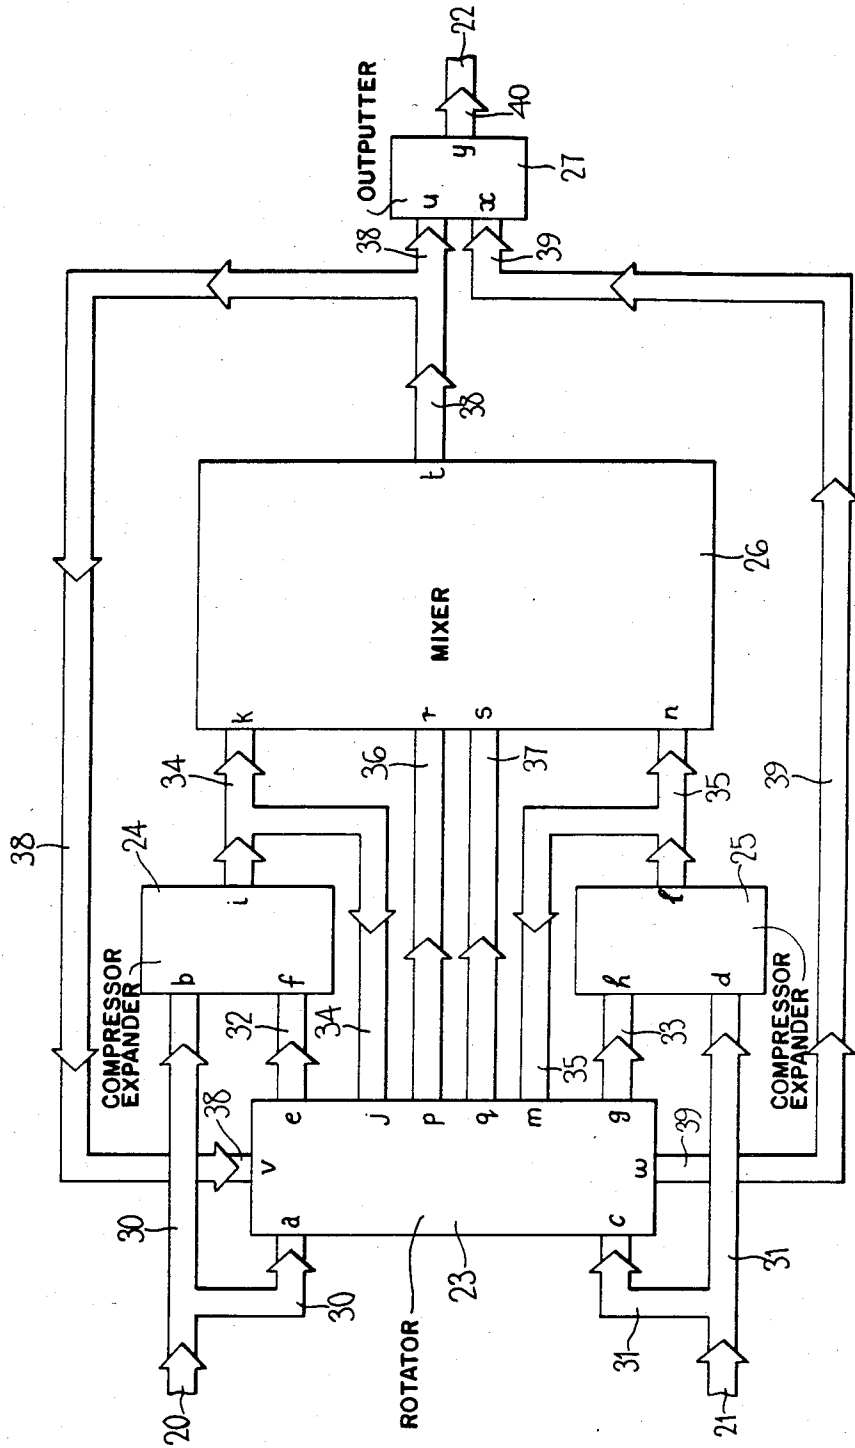 38
COMPRESSOR
EXPANDER
24
30
20
b
34
38
i
k
v
32
a
e
f
30
34
OUTPUTTER
38
j
ROTATOR
p
r
MIXER
t
u
23
36
38
y
22
q
s
x
40
m
37
39
35
27
c
g
h
31
33
w
l
n
39
35
21
d
25
26
31
COMPRESSOR
EXPANDER
39